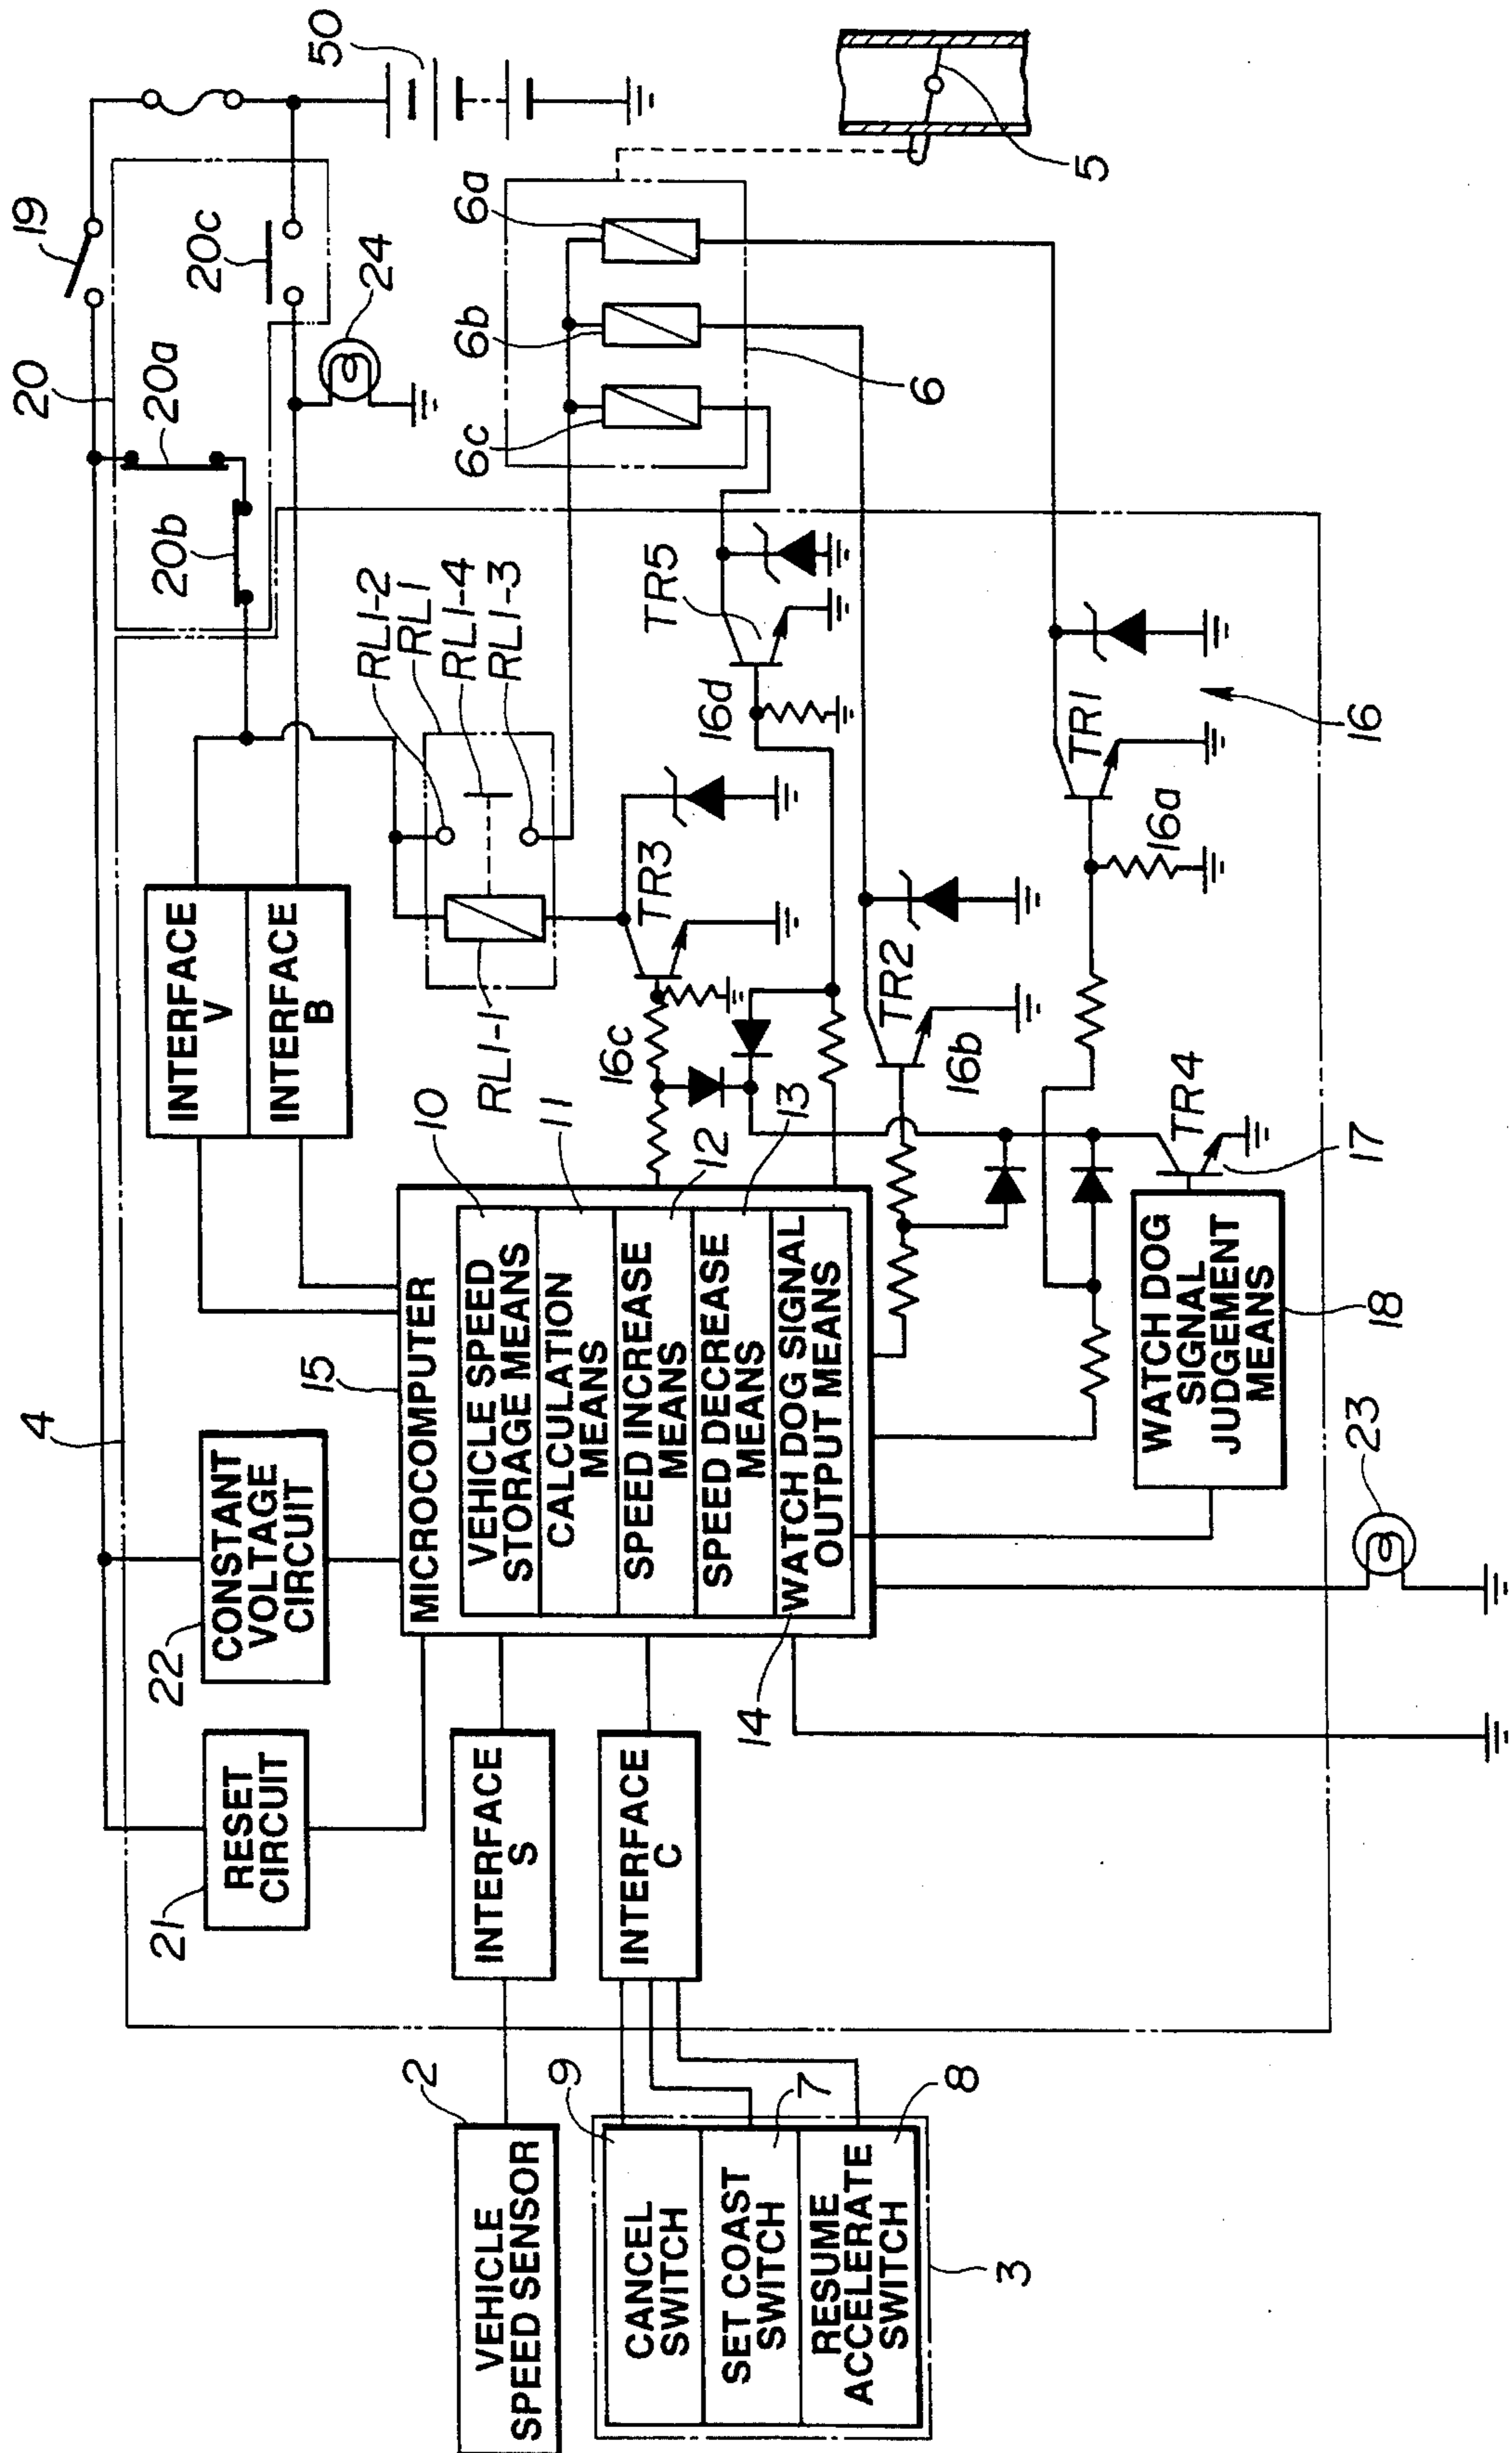 4
22
CONSTANT
VOLTAGE
CIRCUIT
21
RESET
CIRCUIT
15
MICROCOMPUTER
10
VEHICLE SPEED
STORAGE MEANS
11
CALCULATION
MEANS
12
SPEED INCREASE
MEANS
13
SPEED DECREASE
MEANS
14
WATCH DOG SIGNAL
OUTPUT MEANS
INTERFACE
S
INTERFACE
C
2
VEHICLE
SPEED SENSOR
9
CANCEL
SWITCH
7
SET COAST
SWITCH
8
RESUME
ACCELERATE
SWITCH
3
INTERFACE
V
INTERFACE
B
20
20a
20b
20c
19
24
50
RL1-2
RL1
RL1-4
RL1-3
RL1-1
6a
6b
6c
6
5
TR5
16d
TR3
16c
TR2
16b
TR1
16a
16
TR4
17
WATCH DOG
SIGNAL
JUDGEMENT
MEANS
18
23